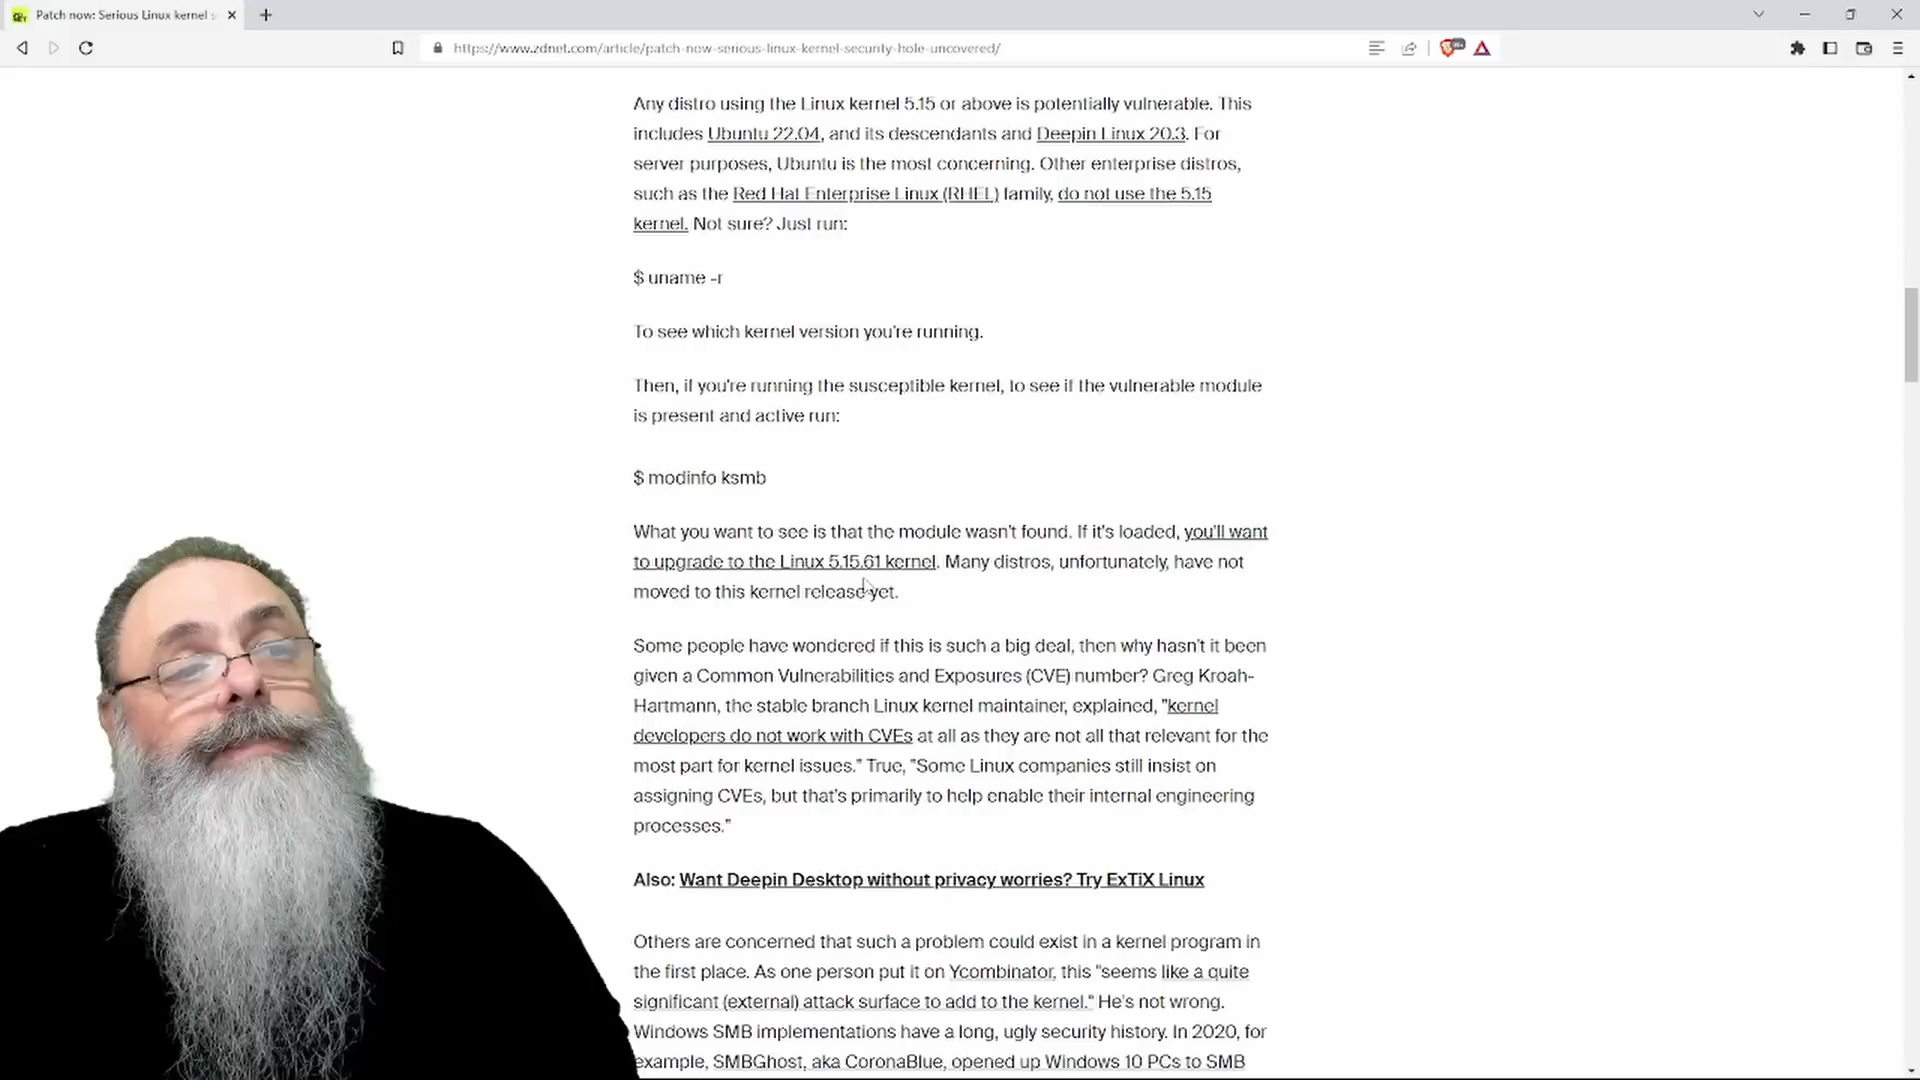 Patch now: Serious Linux kernel s
https://www.zdnet.com/article/patch-now-serious-linux-kernel-security-hole-uncovered/
Any distro using the Linux kernel 5.15 or above is potentially vulnerable. This
includes Ubuntu 22.04, and its descendants and Deepin Linux 20.3. For
server purposes, Ubuntu is the most concerning. Other enterprise distros,
such as the Red Hat Enterprise Linux (RHEL) family, do not use the 5.15
kernel. Not sure? Just run:
$ uname -r
To see which kernel version you're running.
Then, if you're running the susceptible kernel, to see if the vulnerable module
is present and active run:
$ modinfo ksmb
What you want to see is that the module wasn't found. If it's loaded, you'll want
to upgrade to the Linux 5.15.61 kernel. Many distros, unfortunately, have not
moved to this kernel release yet.
Some people have wondered if this is such a big deal, then why hasn't it been
given a Common Vulnerabilities and Exposures (CVE) number? Greg Kroah-
Hartmann, the stable branch Linux kernel maintainer, explained, "kernel
developers do not work with CVEs at all as they are not all that relevant for the
most part for kernel issues." True, "Some Linux companies still insist on
assigning CVEs, but that's primarily to help enable their internal engineering
processes."
Also: Want Deepin Desktop without privacy worries? Try ExTiX Linux
Others are concerned that such a problem could exist in a kernel program in
the first place. As one person put it on Ycombinator, this "seems like a quite
significant (external) attack surface to add to the kernel." He's not wrong.
Windows SMB implementations have a long, ugly security history. In 2020, for
example, SMBGhost, aka CoronaBlue, opened up Windows 10 PCs to SMB